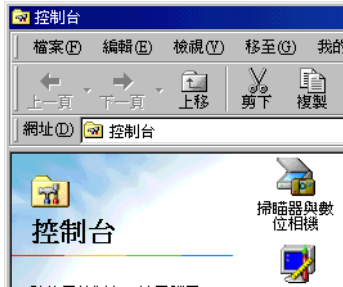 控制台
檔案(F) 編輯(E) 檢視(V) 移至(G) 我的
上一頁 下一頁 上移 剪下 複製
網址(D) 控制台
控制台
掃瞄器與數
位相機